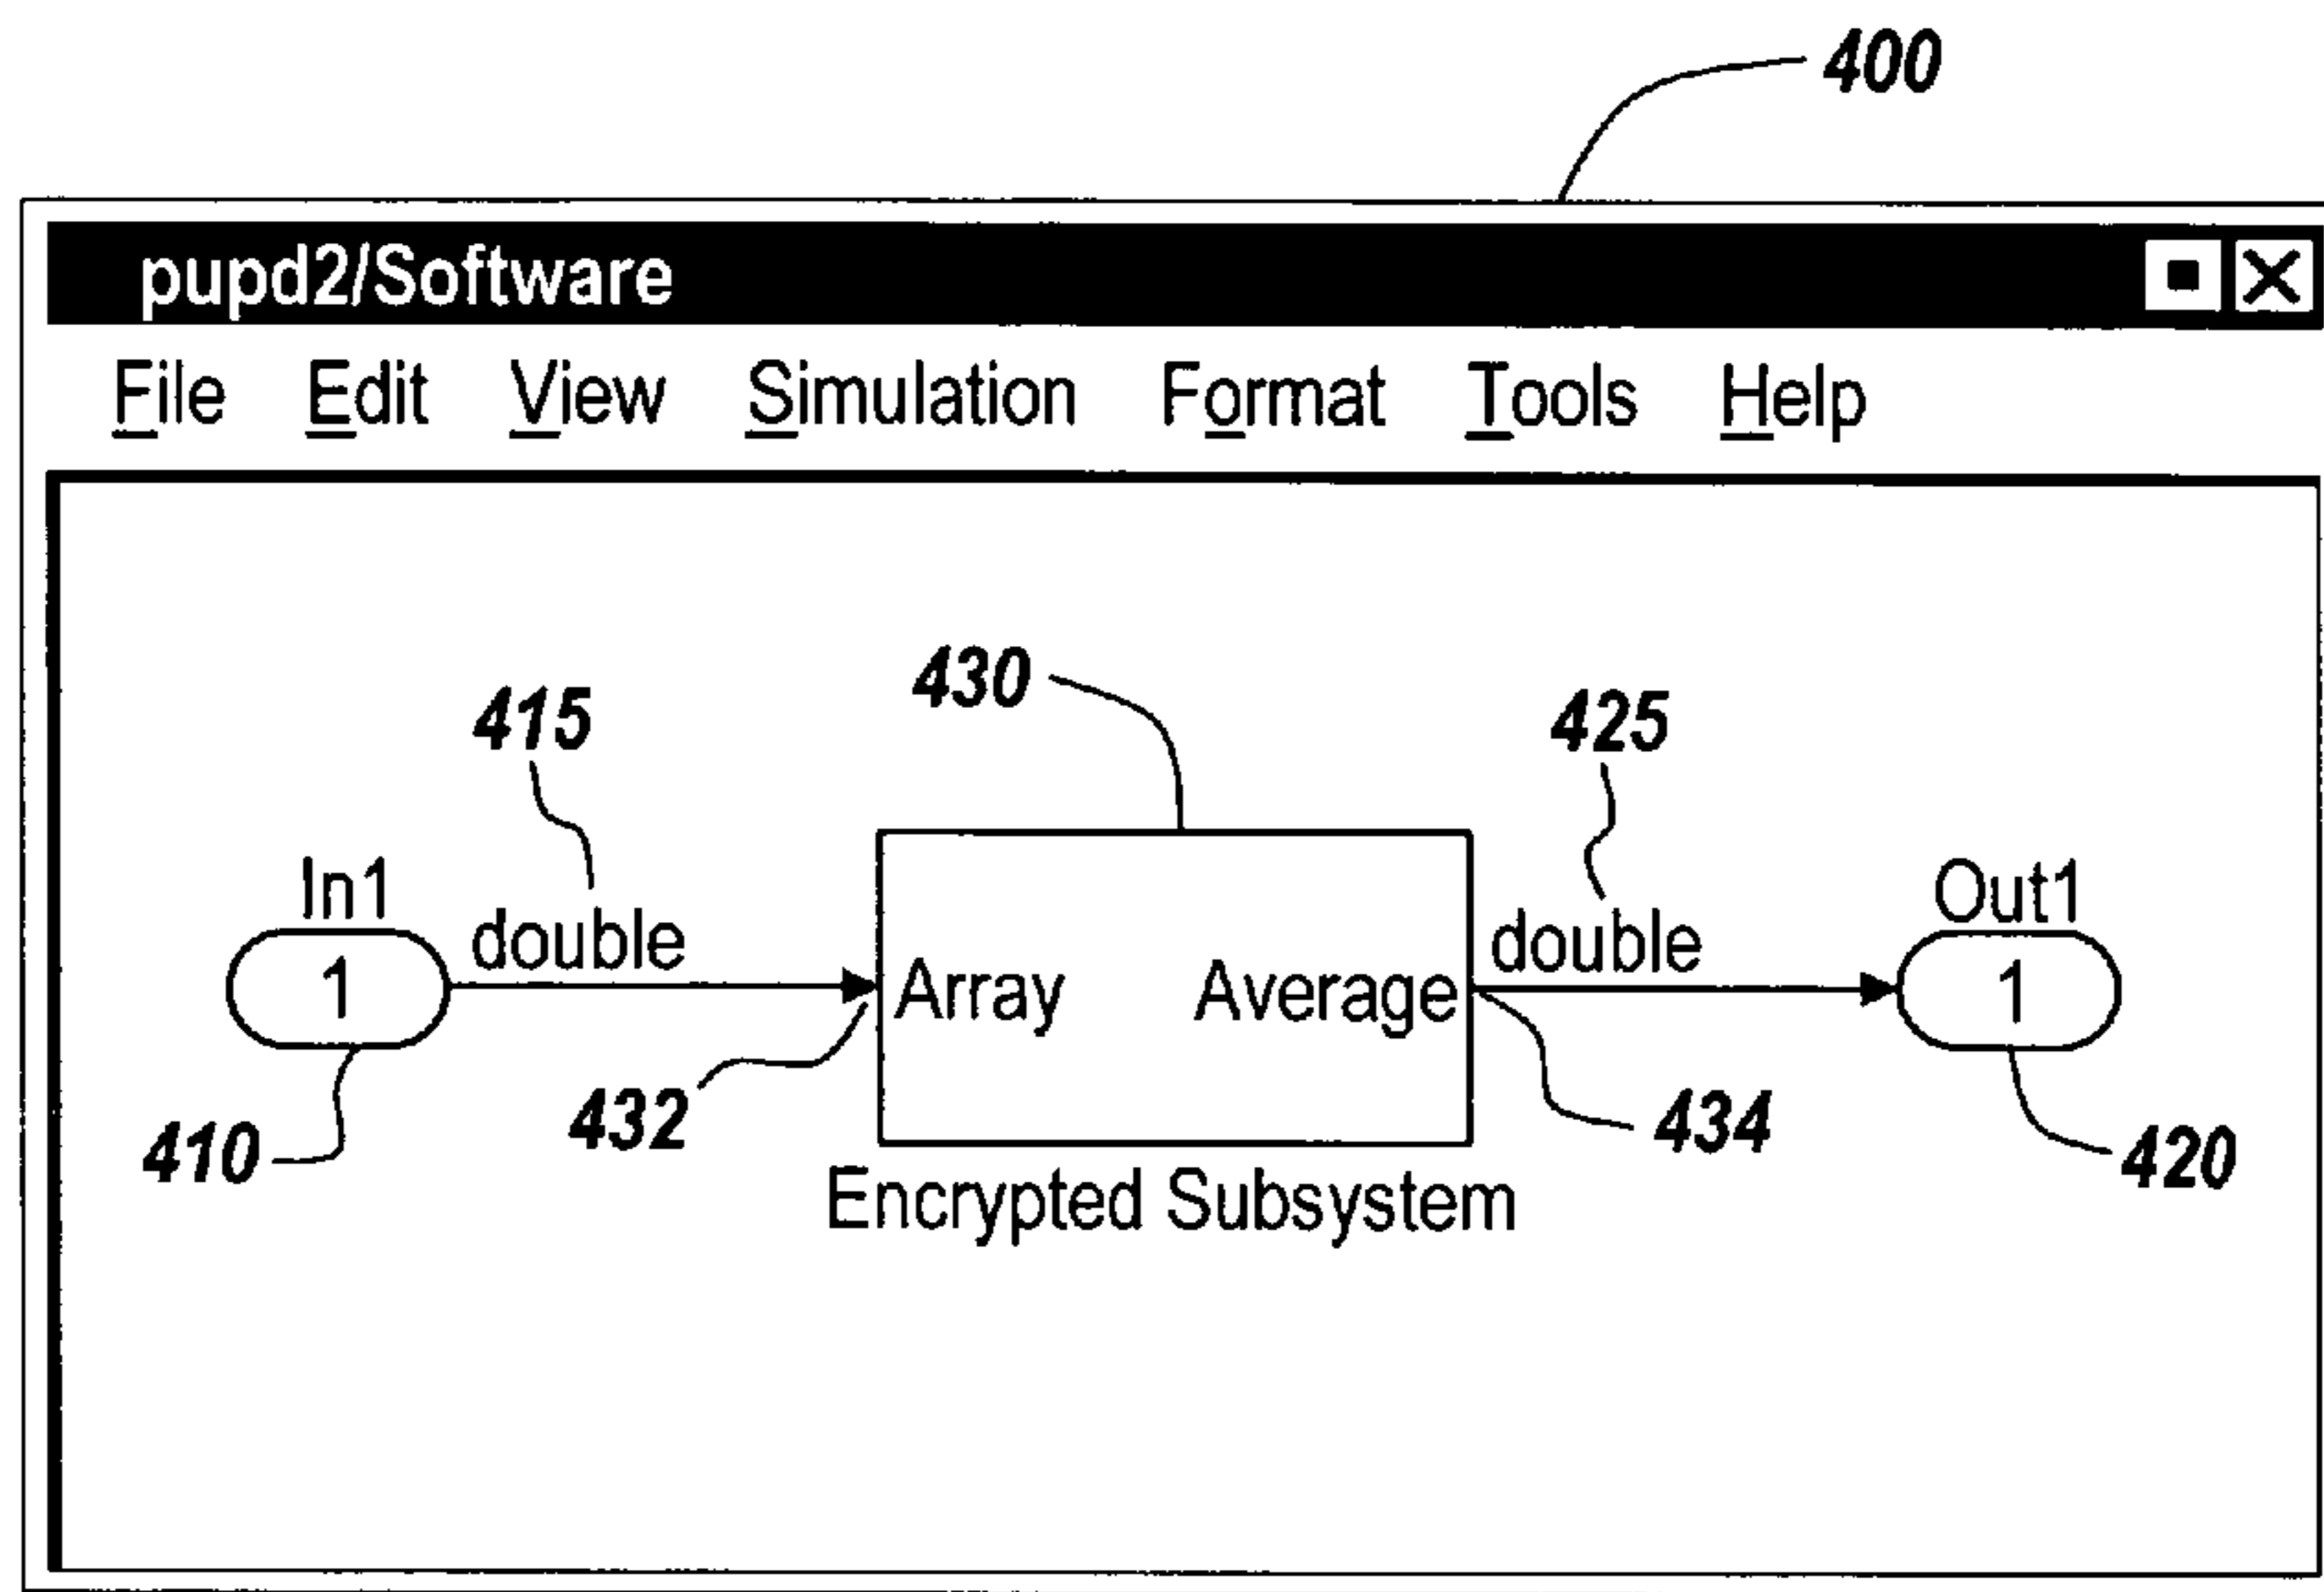 400
pupd2/Software
File Edit View Simulation Format Tools Help
430
415
425
In1
double
double
Out1
1
Array
Average
1
432
434
410
420
Encrypted Subsystem